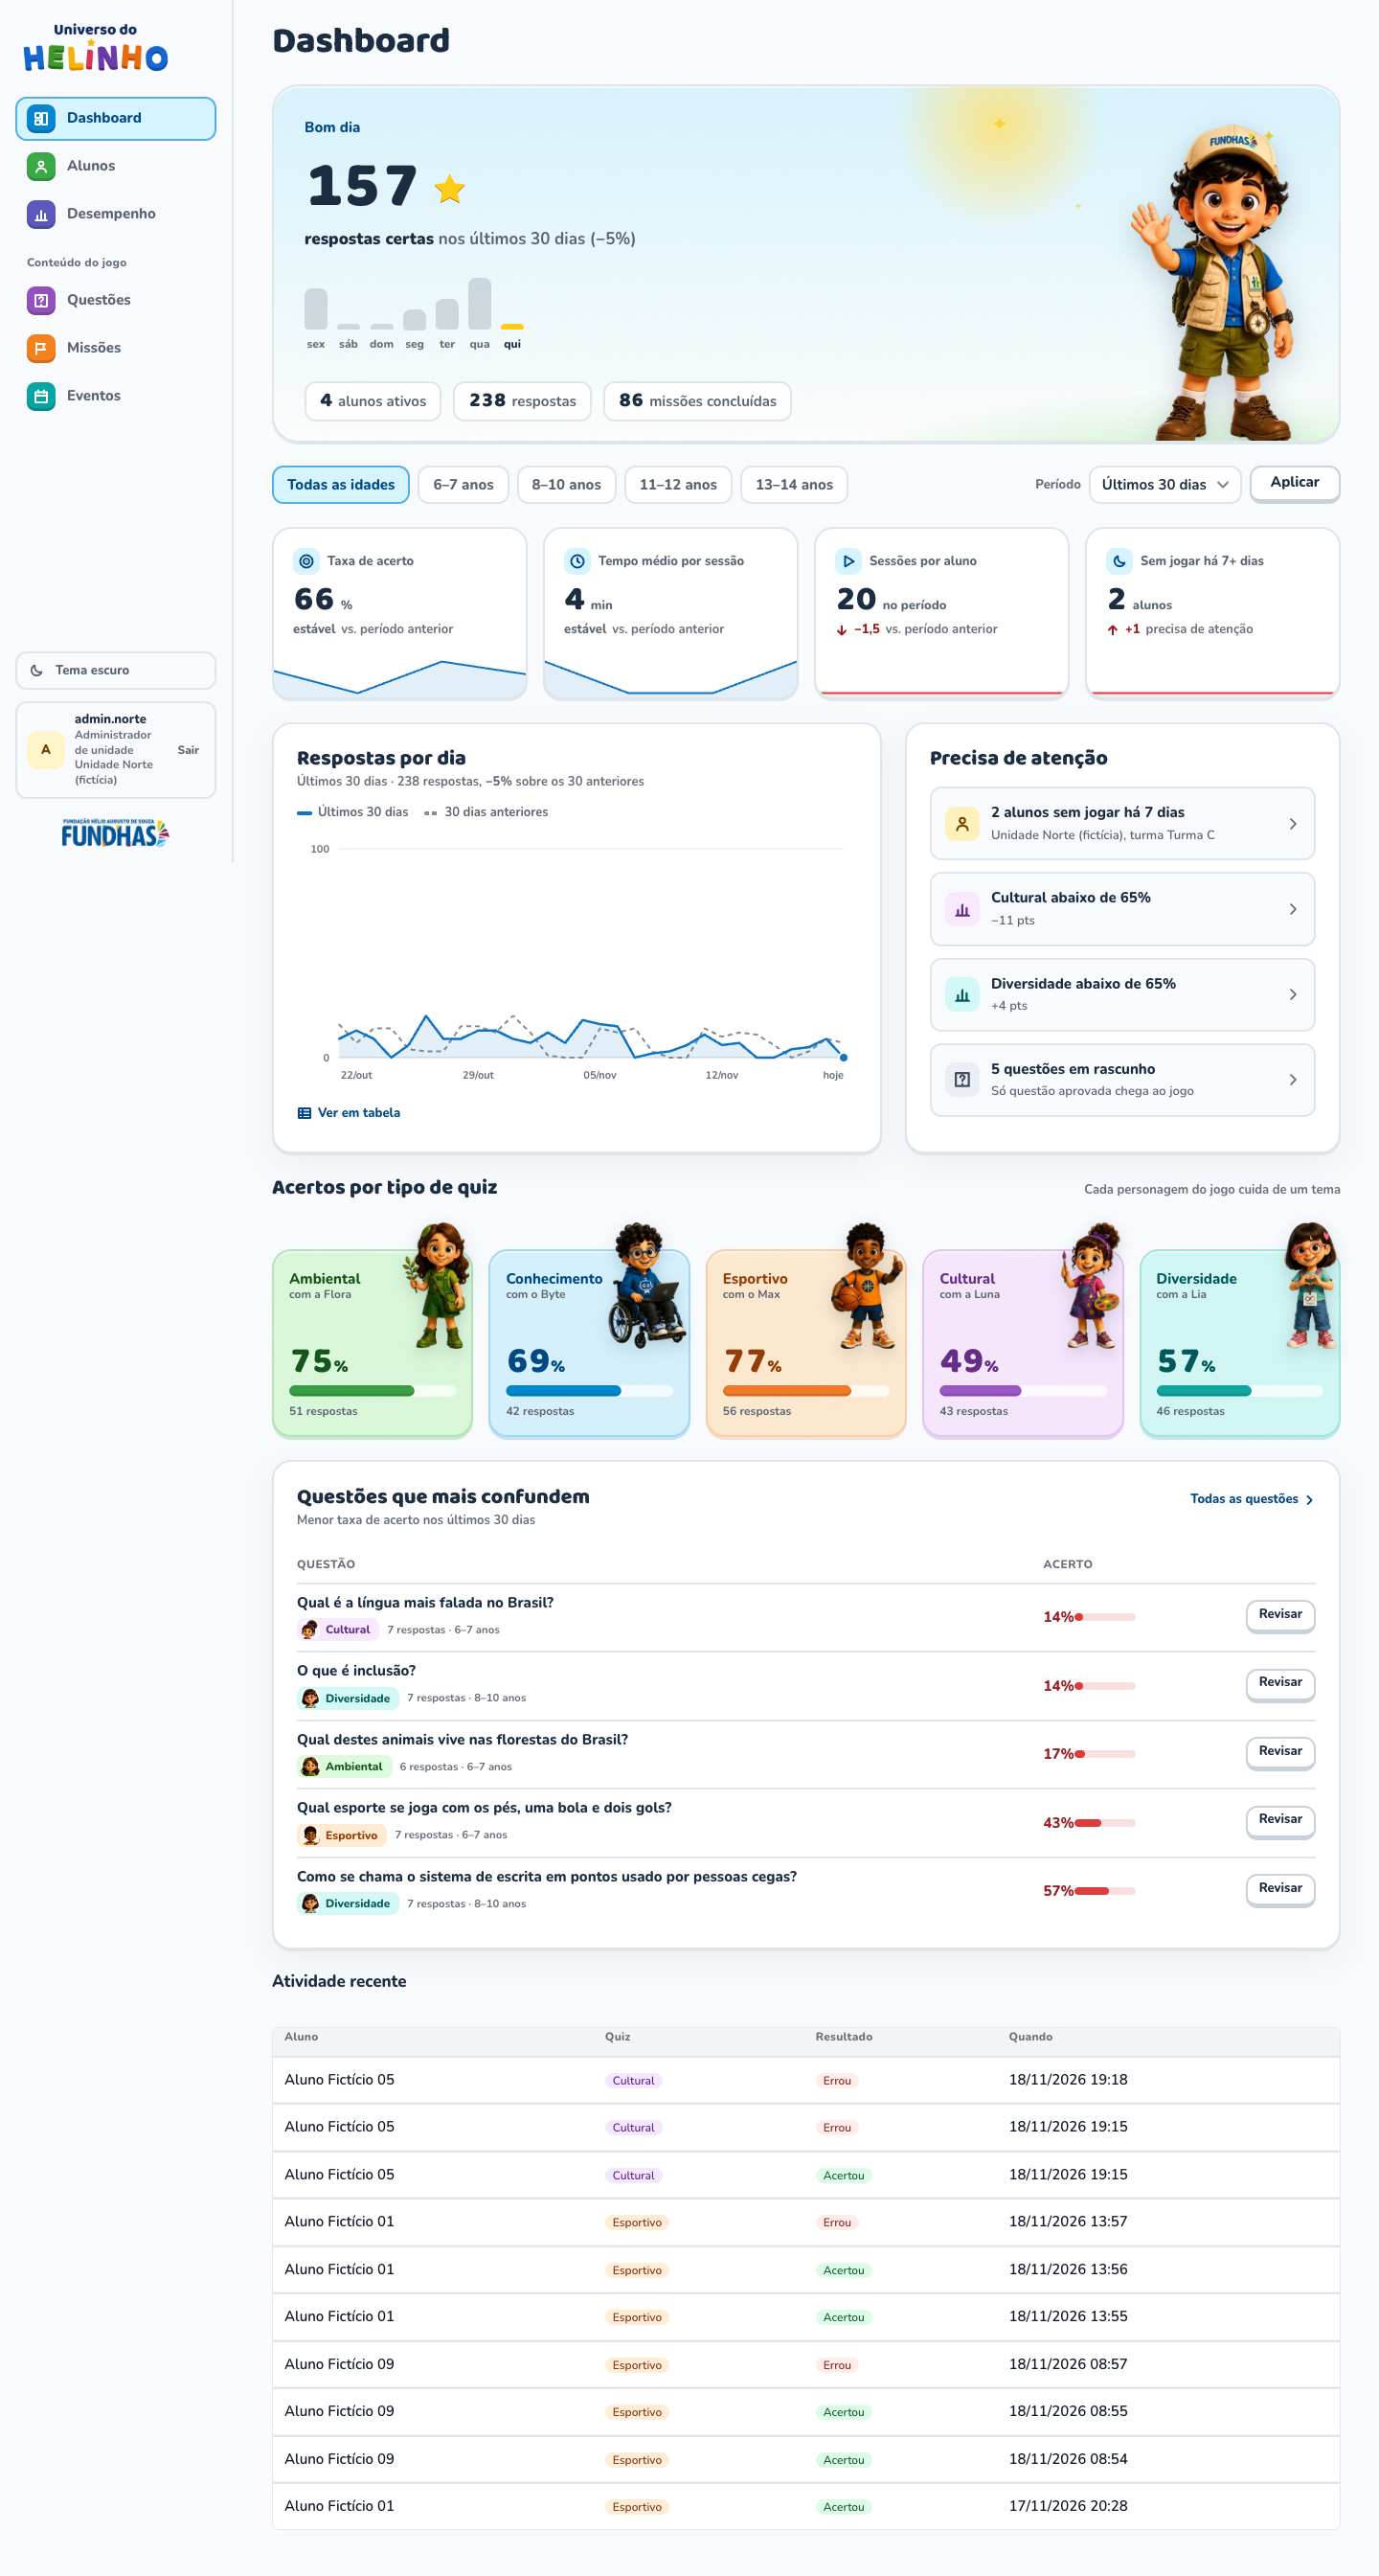 Universo do
HELINHO
Dashboard
Alunos
Desempenho
Conteúdo do jogo
Questões
Missões
Eventos
Tema escuro
A
admin.norte
Administrador
de unidade
Unidade Norte
(fictícia)
Sair
FUNDAÇÃO HÉLIO AUGUSTO DE SOUZA
FUNDHAS
Dashboard
Bom dia
157
respostas certas nos últimos 30 dias (−5%)
sex sáb dom seg ter qua qui
4 alunos ativos 238 respostas 86 missões concluídas
FUNDHAS
Todas as idades 6–7 anos 8–10 anos 11–12 anos 13–14 anos Período Últimos 30 dias Aplicar
Taxa de acerto
66 %
estável vs. período anterior
Tempo médio por sessão
4 min
estável vs. período anterior
Sessões por aluno
20 no período
−1,5 vs. período anterior
Sem jogar há 7+ dias
2 alunos
+1 precisa de atenção
Respostas por dia
Últimos 30 dias · 238 respostas, −5% sobre os 30 anteriores
Últimos 30 dias 30 dias anteriores
100
0
22/out 29/out 05/nov 12/nov hoje
Ver em tabela
Precisa de atenção
2 alunos sem jogar há 7 dias
Unidade Norte (fictícia), turma Turma C
Cultural abaixo de 65%
−11 pts
Diversidade abaixo de 65%
+4 pts
5 questões em rascunho
Só questão aprovada chega ao jogo
Acertos por tipo de quiz
Cada personagem do jogo cuida de um tema
Ambiental
com a Flora
75%
51 respostas
Conhecimento
com o Byte
69%
42 respostas
Esportivo
com o Max
77%
56 respostas
Cultural
com a Luna
49%
43 respostas
Diversidade
com a Lia
57%
46 respostas
Questões que mais confundem
Menor taxa de acerto nos últimos 30 dias
Todas as questões
QUESTÃO ACERTO
Qual é a língua mais falada no Brasil?
Cultural 7 respostas · 6–7 anos
14%
Revisar
O que é inclusão?
Diversidade 7 respostas · 8–10 anos
14%
Revisar
Qual destes animais vive nas florestas do Brasil?
Ambiental 6 respostas · 6–7 anos
17%
Revisar
Qual esporte se joga com os pés, uma bola e dois gols?
Esportivo 7 respostas · 6–7 anos
43%
Revisar
Como se chama o sistema de escrita em pontos usado por pessoas cegas?
Diversidade 7 respostas · 8–10 anos
57%
Revisar
Atividade recente
Aluno Quiz Resultado Quando
Aluno Fictício 05 Cultural Errou 18/11/2026 19:18
Aluno Fictício 05 Cultural Errou 18/11/2026 19:15
Aluno Fictício 05 Cultural Acertou 18/11/2026 19:15
Aluno Fictício 01 Esportivo Errou 18/11/2026 13:57
Aluno Fictício 01 Esportivo Acertou 18/11/2026 13:56
Aluno Fictício 01 Esportivo Acertou 18/11/2026 13:55
Aluno Fictício 09 Esportivo Errou 18/11/2026 08:57
Aluno Fictício 09 Esportivo Acertou 18/11/2026 08:55
Aluno Fictício 09 Esportivo Acertou 18/11/2026 08:54
Aluno Fictício 01 Esportivo Acertou 17/11/2026 20:28